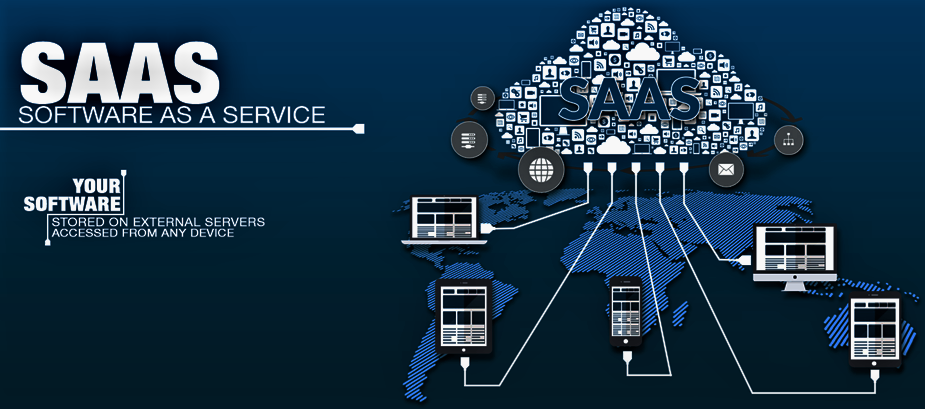 SAAS
SOFTWARE AS A SERVICE
YOUR
SOFTWARE
STORED ON EXTERNAL SERVERS
ACCESSED FROM ANY DEVICE
SAAS